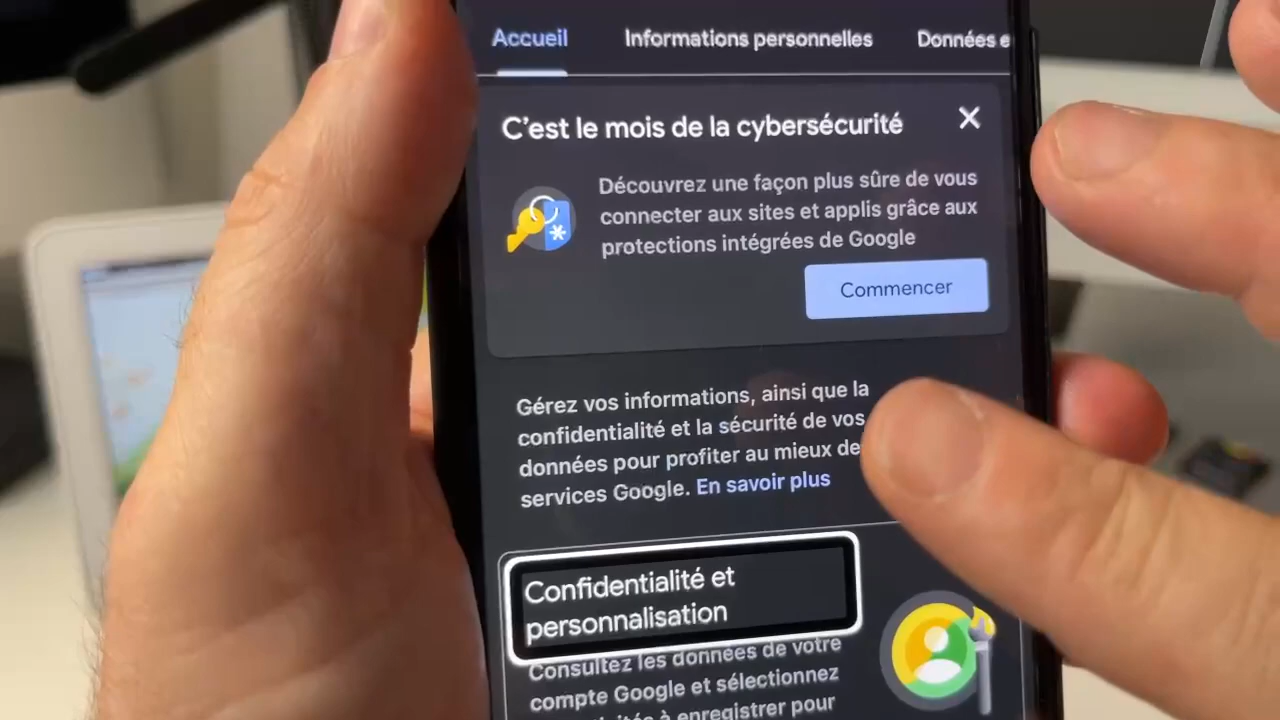 Accueil
Informations personnelles
Données e
C'est le mois de la cybersécurité
Découvrez une façon plus sûre de vous
connecter aux sites et applis grâce aux
protections intégrées de Google
Commencer
Gérez vos informations, ainsi que la
confidentialité et la sécurité de vos
données pour profiter au mieux de
services Google. En savoir plus
Confidentialité et
personnalisation
Consultez les données de votre
compte Google et sélectionnez
à enregistrer pour